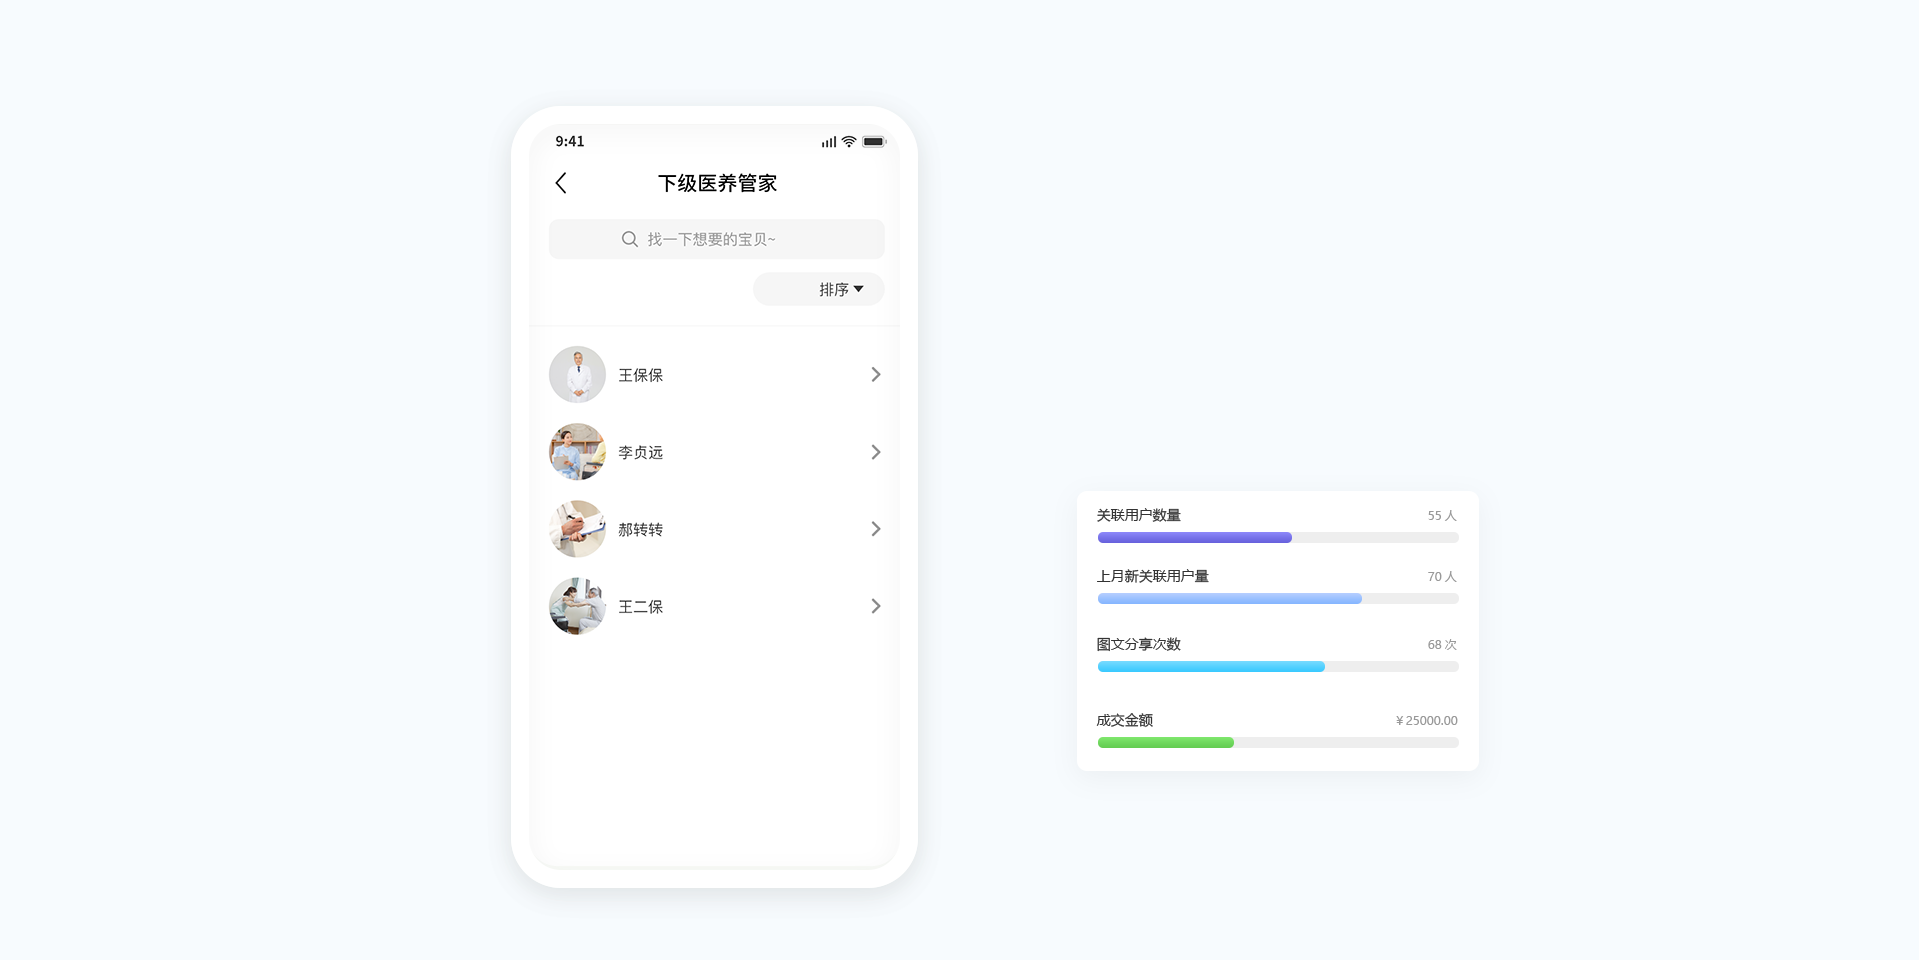 9:41
下级医养管家
找一下想要的宝贝~
排序
王保保
李贞远
郝转转
王二保
关联用户数量 55 人
上月新关联用户量 70 人
图文分享次数 68 次
成交金额 ¥ 25000.00